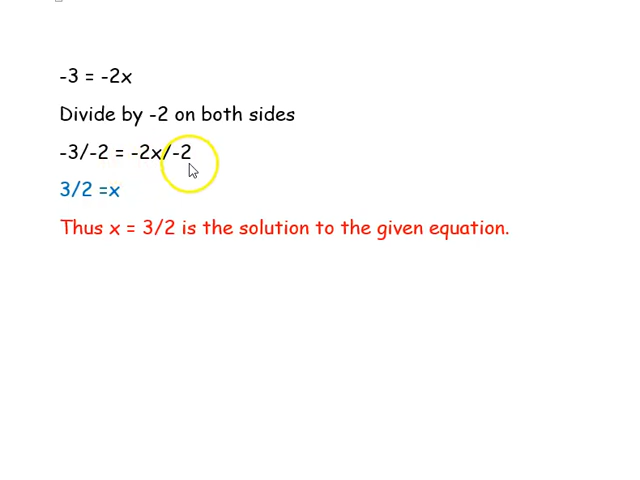 -3 = -2x
Divide by -2 on both sides
-3/-2 = -2x/-2
3/2 =x
Thus x = 3/2 is the solution to the given equation.